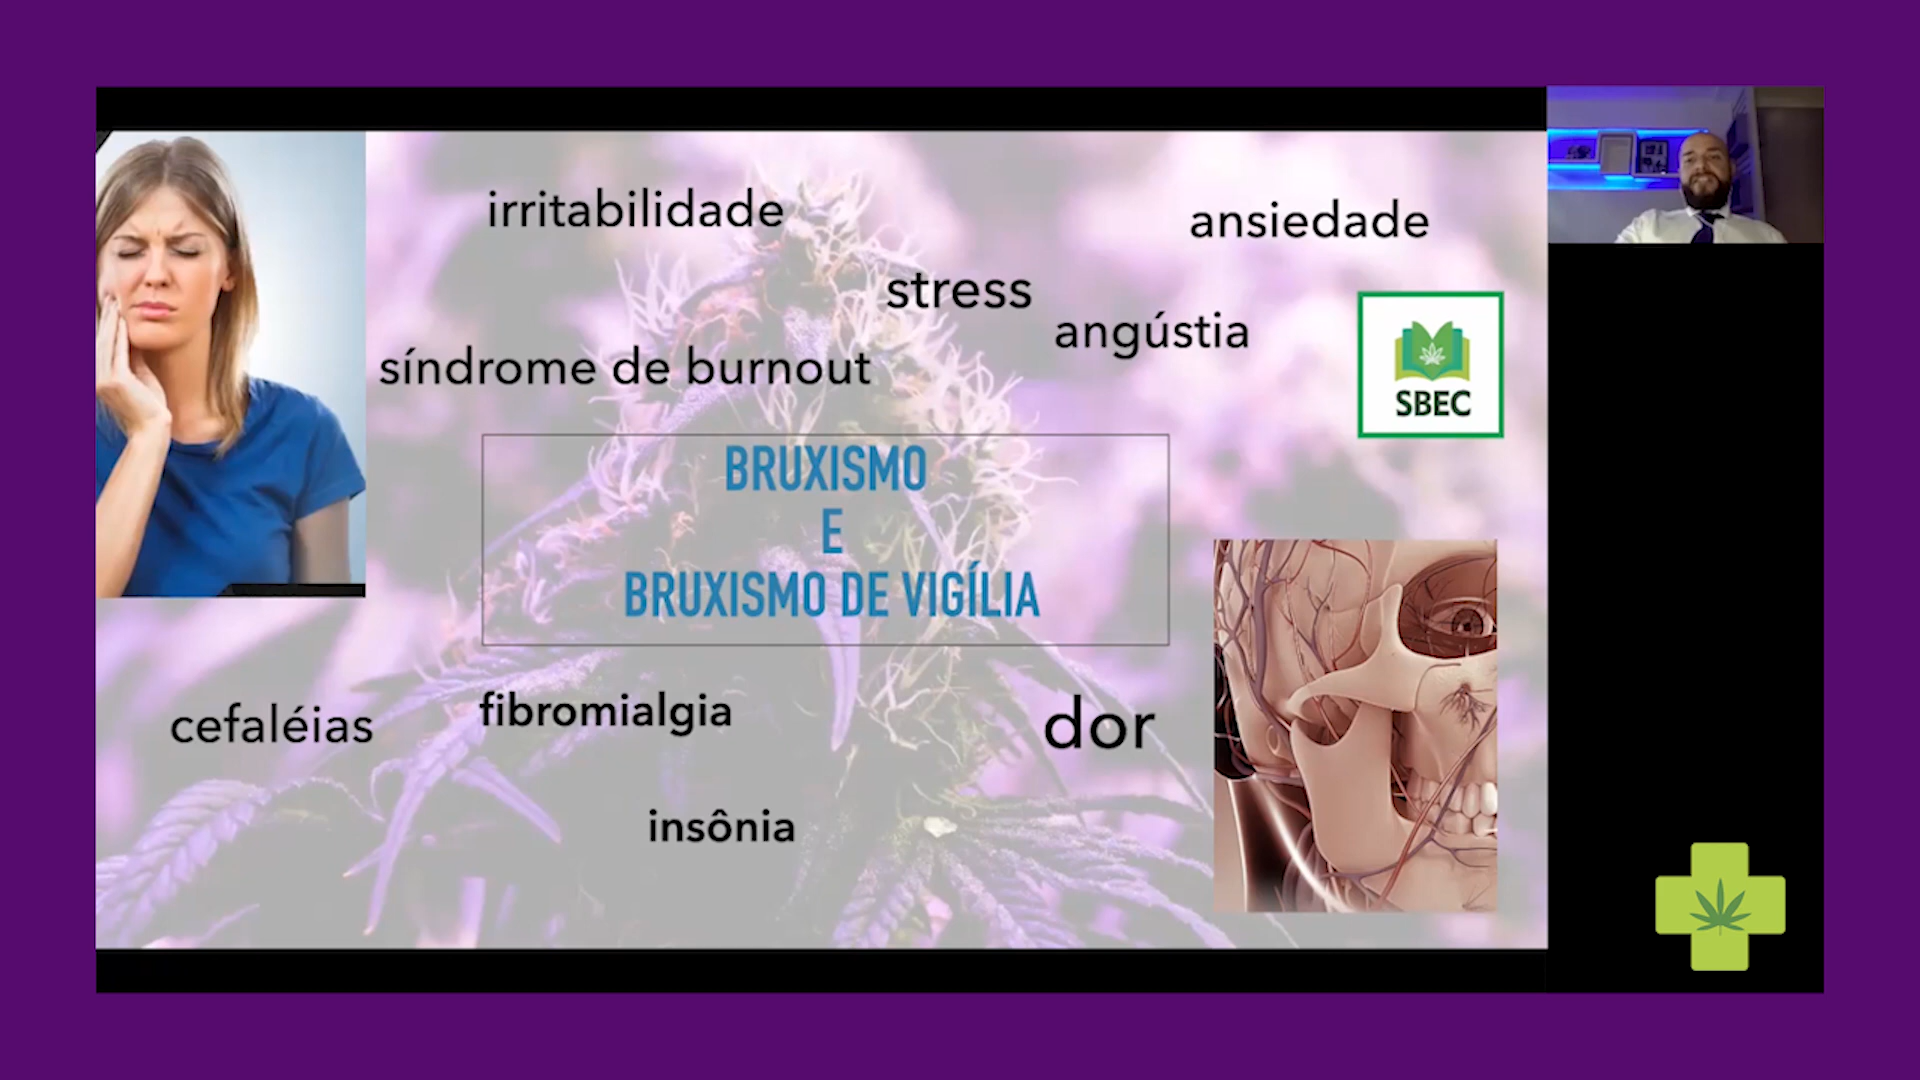 irritabilidade
ansiedade
stress
angústia
síndrome de burnout
SBEC
BRUXISMO
E
BRUXISMO DE VIGÍLIA
cefaléias
fibromialgia
dor
insônia